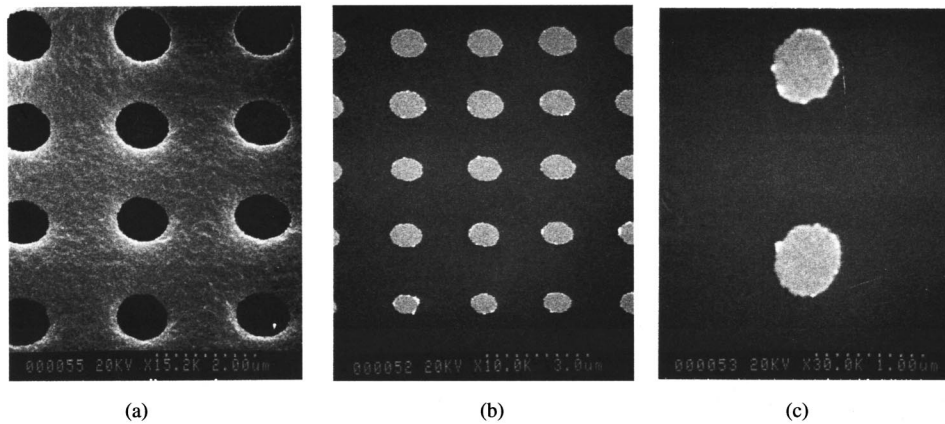 000055 20KV X15.2K 2.00um
000052 20KV X10.0K 3.0um
000053 20KV X30.0K 1.00um
(a)
(b)
(c)